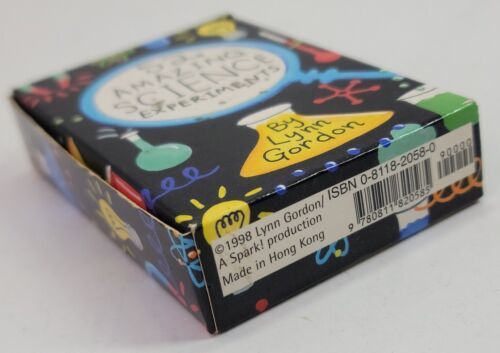 AMAZING
SCIENCE
EXPERIMENTS
By
Lynn
Gordon
©1998 Lynn Gordon/
A Spark! production
Made in Hong Kong
ISBN 0-8118-2058-0
90000
9 780811 820585